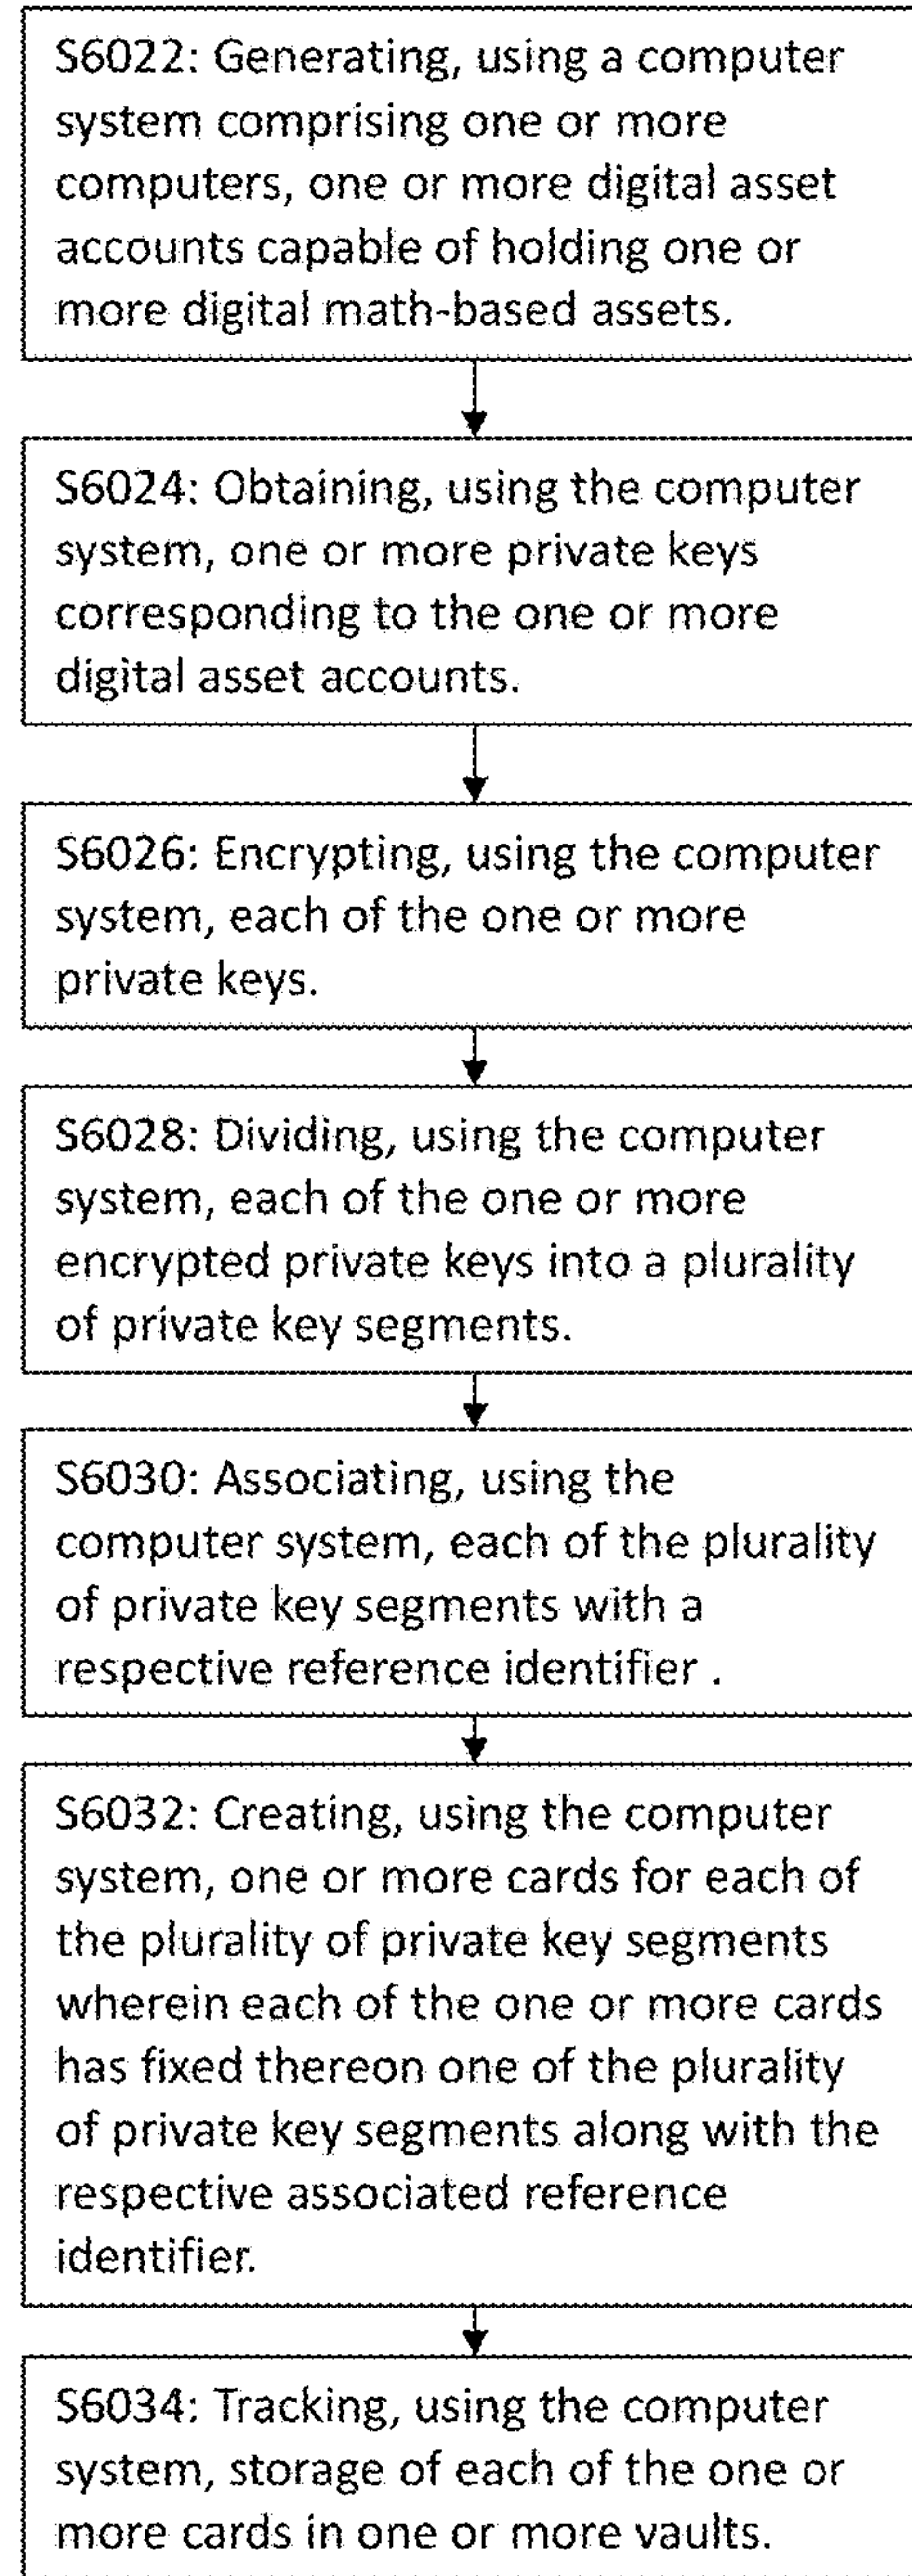 S6022: Generating, using a computer
system comprising one or more
computers, one or more digital asset
accounts capable of holding one or
more digital math-based assets.
S6024: Obtaining, using the computer
system, one or more private keys
corresponding to the one or more
digital asset accounts.
S6026: Encrypting, using the computer
system, each of the one or more
private keys.
S6028: Dividing, using the computer
system, each of the one or more
encrypted private keys into a plurality
of private key segments.
S6030: Associating, using the
computer system, each of the plurality
of private key segments with a
respective reference identifier .
S6032: Creating, using the computer
system, one or more cards for each of
the plurality of private key segments
wherein each of the one or more cards
has fixed thereon one of the plurality
of private key segments along with the
respective associated reference
identifier.
S6034: Tracking, using the computer
system, storage of each of the one or
more cards in one or more vaults.